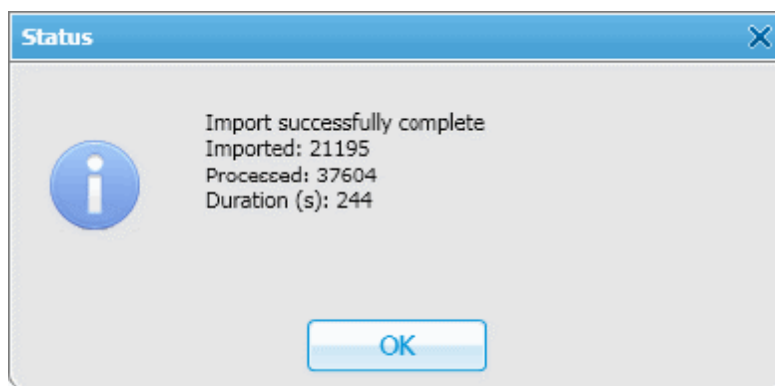 Status
Import successfully complete
Imported: 21195
Processed: 37604
Duration (s): 244
OK